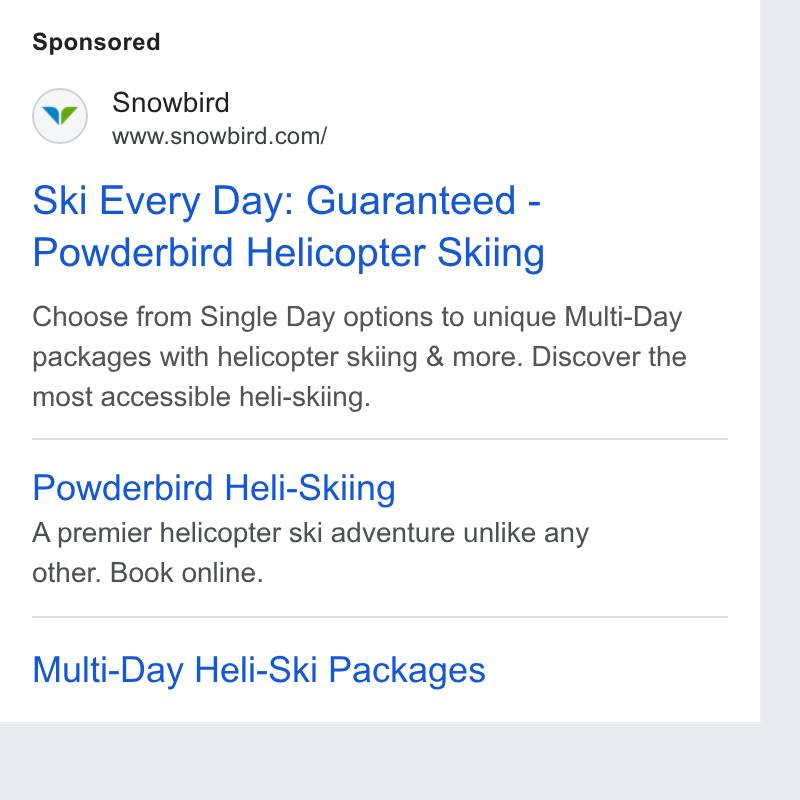 Sponsored
Snowbird
www.snowbird.com/
Ski Every Day: Guaranteed -
Powderbird Helicopter Skiing
Choose from Single Day options to unique Multi-Day
packages with helicopter skiing & more. Discover the
most accessible heli-skiing.
Powderbird Heli-Skiing
A premier helicopter ski adventure unlike any
other. Book online.
Multi-Day Heli-Ski Packages